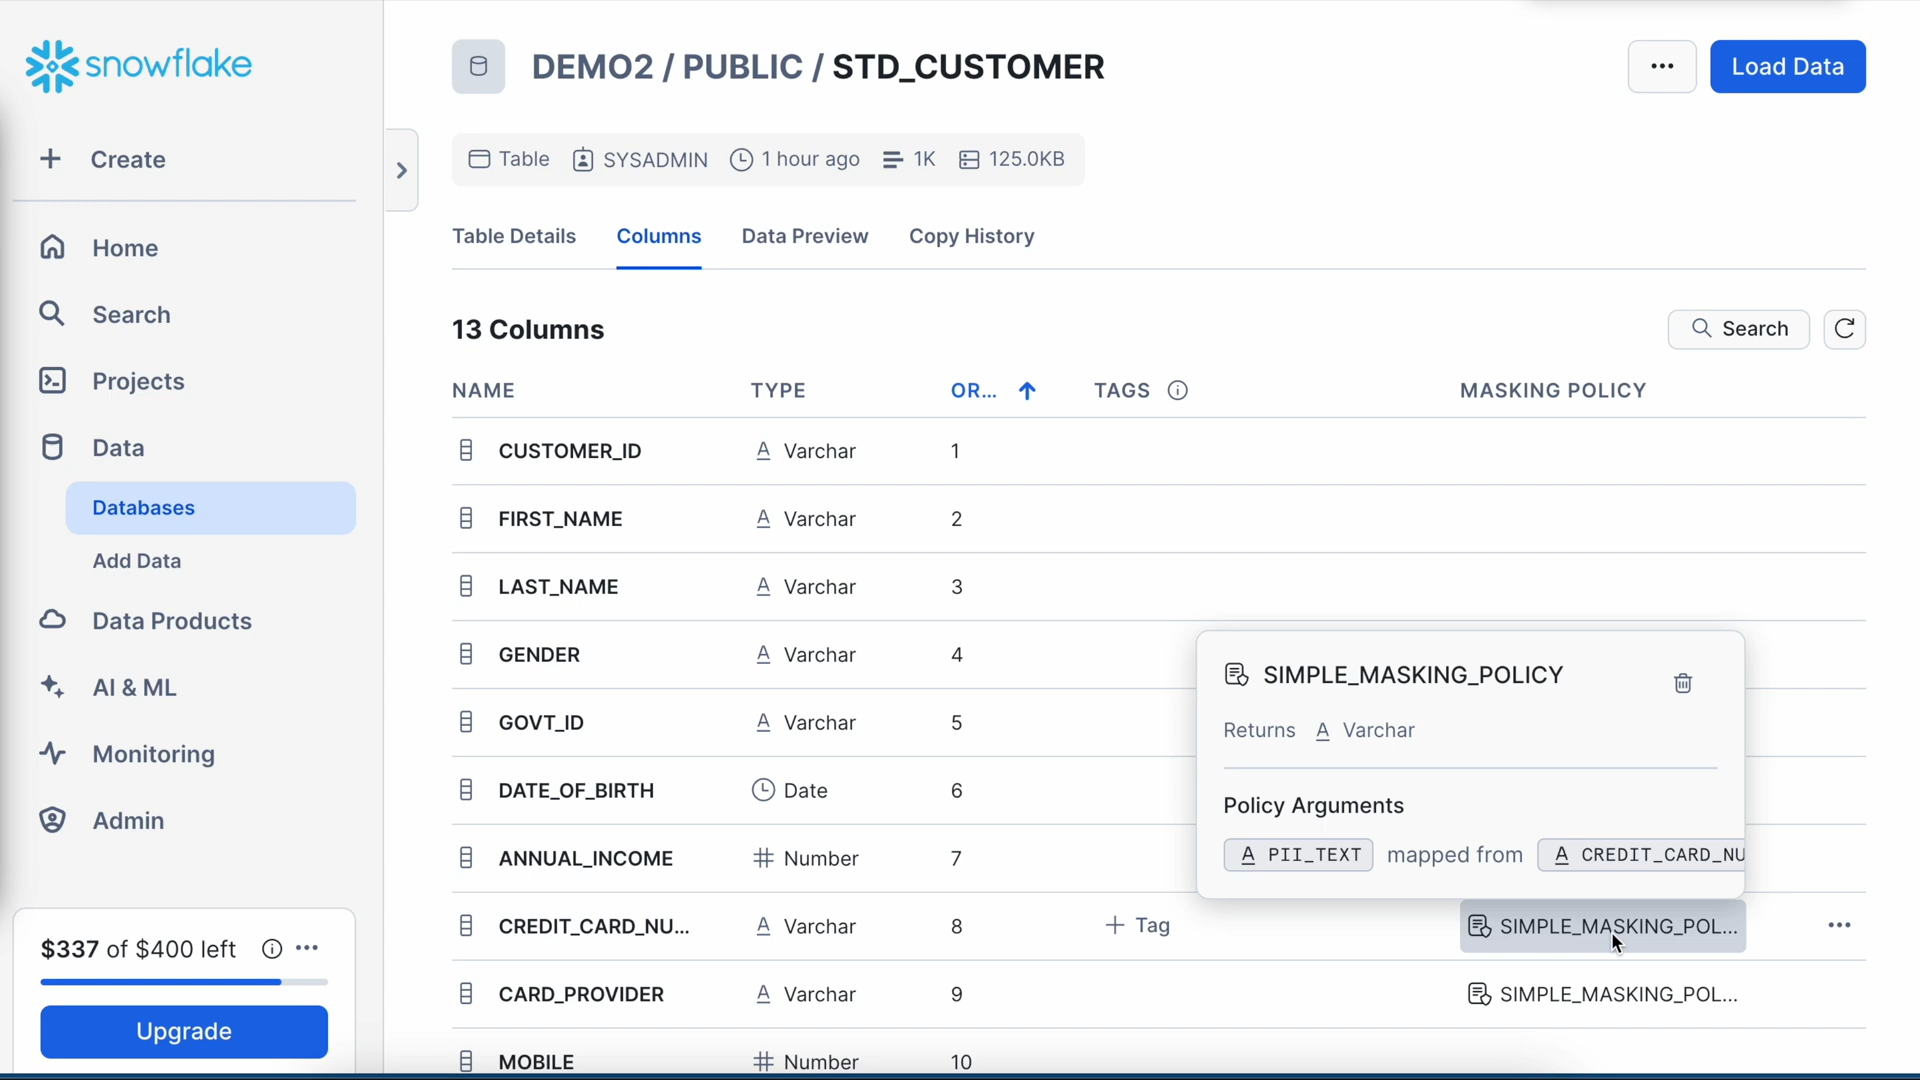 snowflake
DEMO2 / PUBLIC / STD_CUSTOMER
...
Load Data
Create
Table SYSADMIN 1 hour ago 1K 125.0KB
Home
Table Details Columns Data Preview Copy History
Search
13 Columns
Search
Projects
NAME TYPE OR... TAGS MASKING POLICY
Data
CUSTOMER_ID A Varchar 1
Databases
FIRST_NAME A Varchar 2
Add Data
LAST_NAME A Varchar 3
Data Products
GENDER A Varchar 4
SIMPLE_MASKING_POLICY
AI & ML
GOVT_ID A Varchar 5
Returns A Varchar
Monitoring
DATE_OF_BIRTH Date 6
Policy Arguments
Admin
ANNUAL_INCOME # Number 7
A PII_TEXT mapped from A CREDIT_CARD_NU
CREDIT_CARD_NU... A Varchar 8 + Tag SIMPLE_MASKING_POL... ...
$337 of $400 left ...
CARD_PROVIDER A Varchar 9 SIMPLE_MASKING_POL...
Upgrade
MOBILE # Number 10